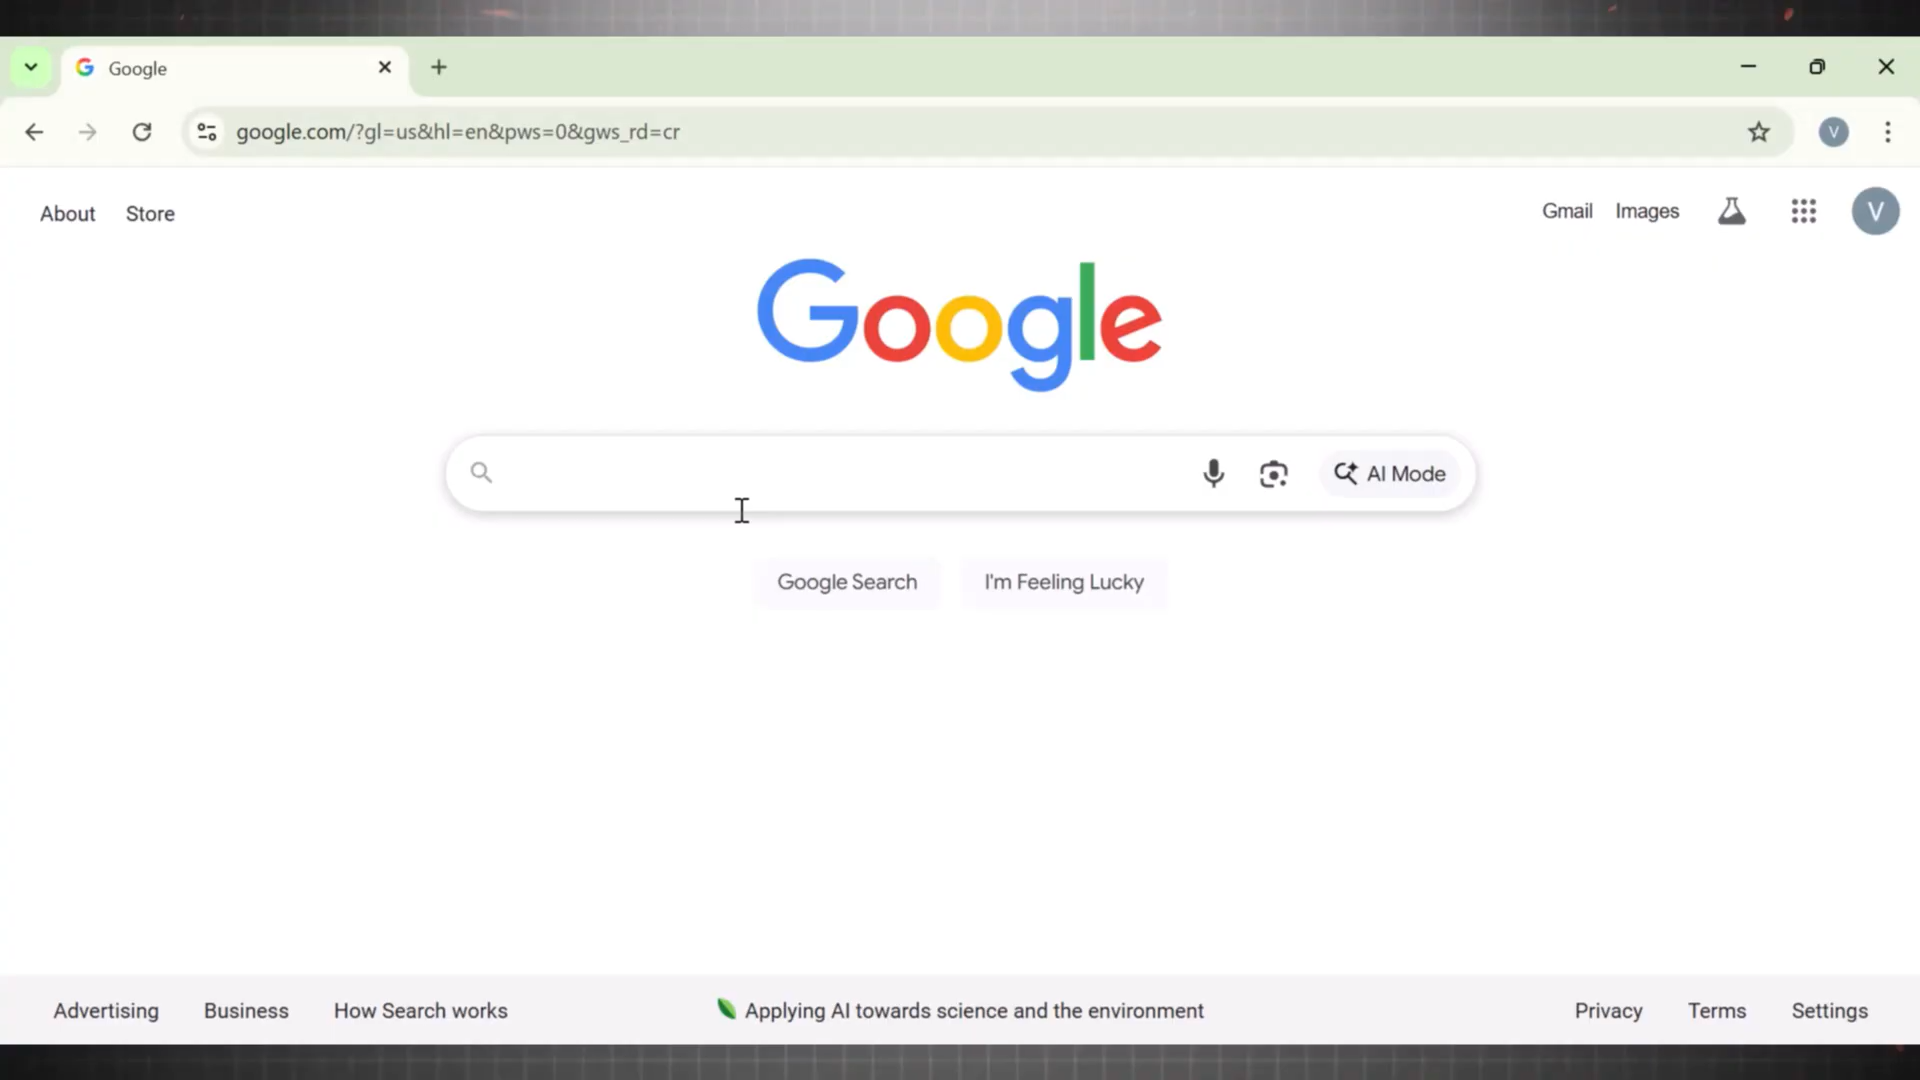 Google
google.com/?gl=us&hl=en&pws=0&gws_rd=cr
V
About Store
Gmail Images
V
Google
AI Mode
Google Search
I'm Feeling Lucky
Advertising Business How Search works
Applying AI towards science and the environment
Privacy Terms Settings